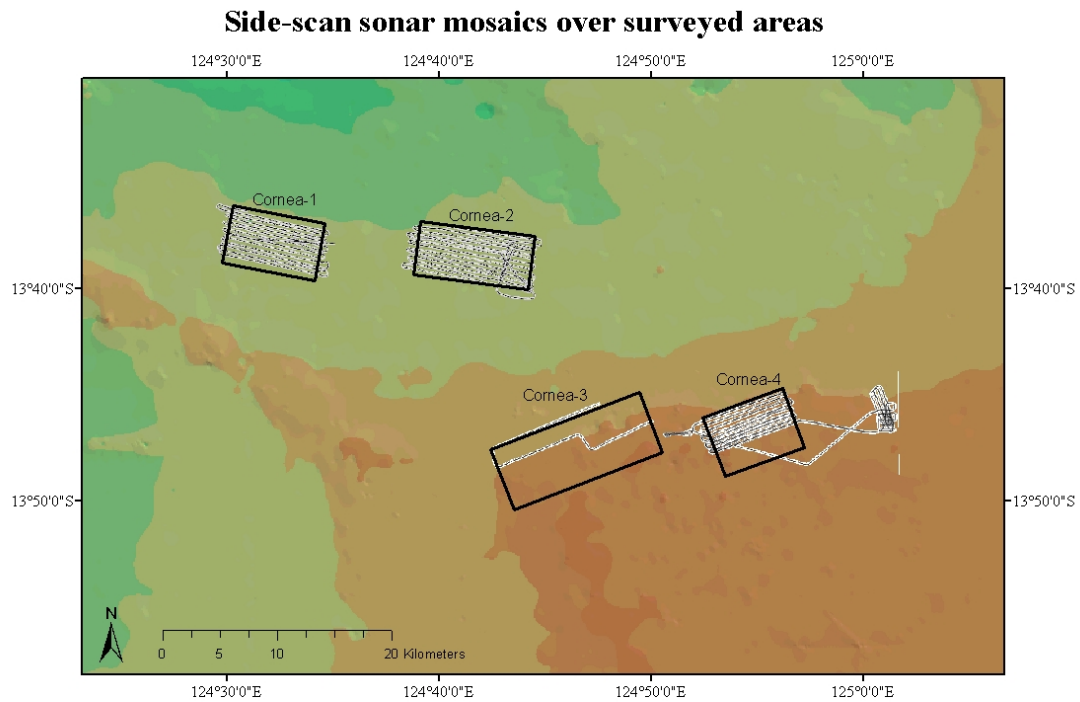 Side-scan sonar mosaics over surveyed areas
124°30'0"E 124°40'0"E 124°50'0"E 125°0'0"E
Cornea-1
Cornea-2
13°40'0"S 13°40'0"S
Cornea-3
Cornea-4
13°50'0"S 13°50'0"S
N
0 5 10 20 Kilometers
124°30'0"E 124°40'0"E 124°50'0"E 125°0'0"E